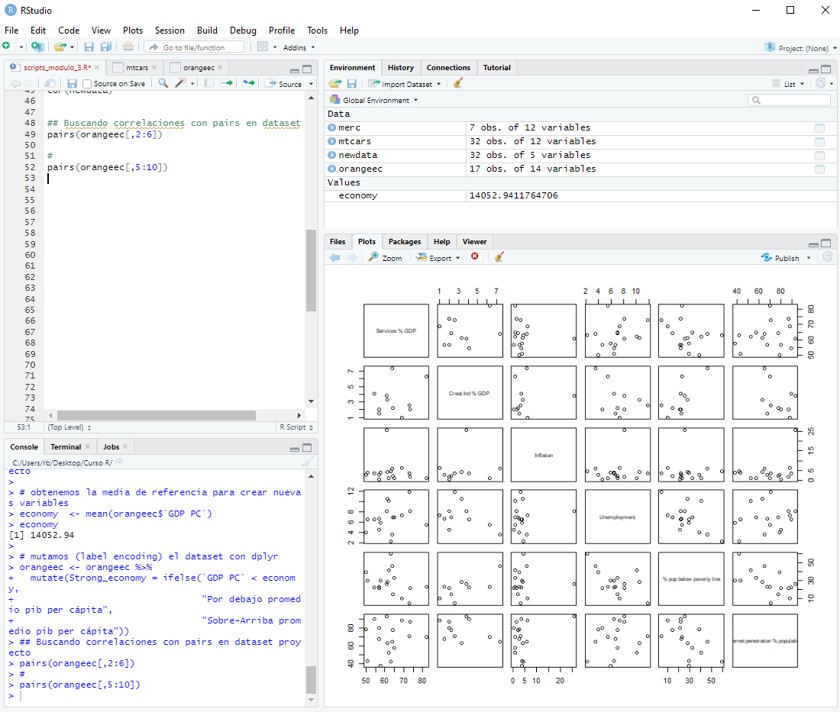 RStudio
File Edit Code View Plots Session Build Debug Profile Tools Help
Go to file/function Addins Project: (None)
scripts_modulo_3.R* mtcars orangeec
Source on Save Source
45 cor(newdata)
46
47
48 ## Buscando correlaciones con pairs en dataset
49 pairs(orangeec[,2:6])
50
51 #
52 pairs(orangeec[,5:10])
53
54
55
56
57
58
59
60
61
62
63
64
65
66
67
68
69
70
71
72
73
74
75
53:1 (Top Level) R Script
Console Terminal Jobs
C:/Users/rb/Desktop/Curso R/
ecto
>
> # obtenemos la media de referencia para crear nueva
s variables
> economy <- mean(orangeec$`GDP PC`)
> economy
[1] 14052.94
>
> # mutamos (label encoding) el dataset con dplyr
> orangeec <- orangeec %>%
+ mutate(Strong_economy = ifelse(`GDP PC` < econom
y,
+ "Por debajo promed
io pib per cápita",
+ "Sobre-Arriba prom
edio pib per cápita"))
> ## Buscando correlaciones con pairs en dataset proy
ecto
> pairs(orangeec[,2:6])
> #
> pairs(orangeec[,5:10])
>
Environment History Connections Tutorial
Import Dataset List
Global Environment
Data
merc 7 obs. of 12 variables
mtcars 32 obs. of 12 variables
newdata 32 obs. of 5 variables
orangeec 17 obs. of 14 variables
Values
economy 14052.9411764706
Files Plots Packages Help Viewer
Zoom Export Publish
1 3 5 7 2 4 6 8 10 40 60 80
Services % GDP 50 60 70 80
1 3 5 7 Creat Ind % GDP
Inflation 0 5 15 25
2 4 6 8 12 Unemployment
% pop below poverty line 10 30 50
40 60 80 ernet penetration % populati
50 60 70 80 0 5 10 20 10 30 50